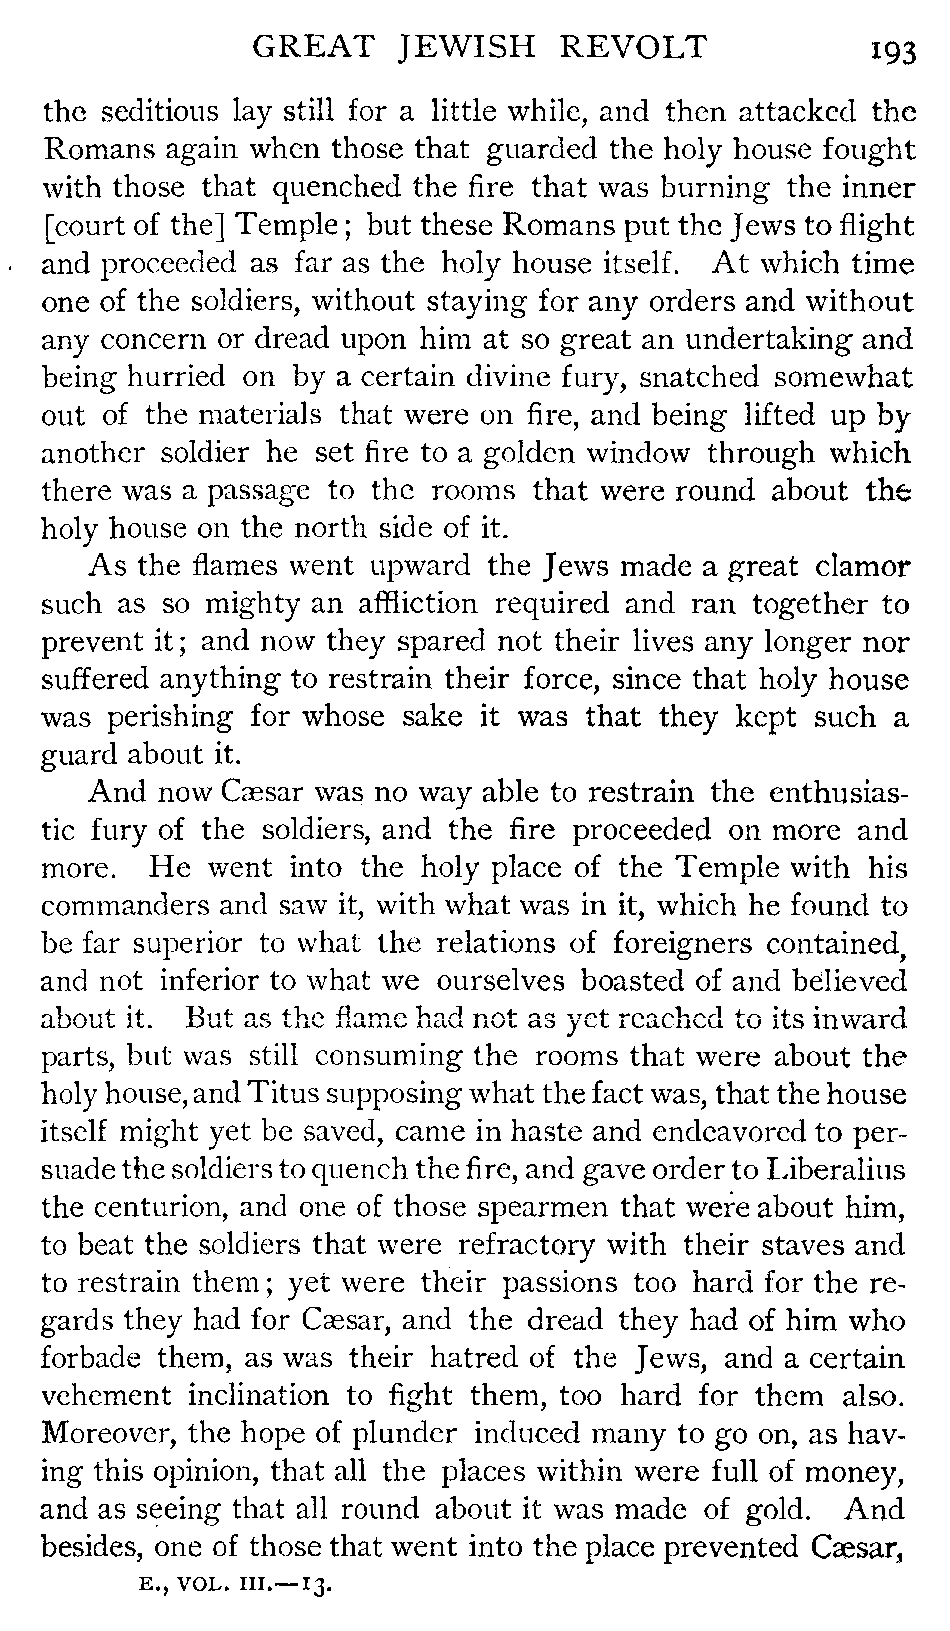 GREAT JEWISH REVOLT 193
the seditious lay still for a little while, and then attacked the
Romans again when those that guarded the holy house fought
with those that quenched the fire that was burning the inner
[court of the] Temple; but these Romans put the Jews to flight
and proceeded as far as the holy house itself. At which time
one of the soldiers, without staying for any orders and without
any concern or dread upon him at so great an undertaking and
being hurried on by a certain divine fury, snatched somewhat
out of the materials that were on fire, and being lifted up by
another soldier he set fire to a golden window through which
there was a passage to the rooms that were round about the
holy house on the north side of it.
As the flames went upward the Jews made a great clamor
such as so mighty an affliction required and ran together to
prevent it; and now they spared not their lives any longer nor
suffered anything to restrain their force, since that holy house
was perishing for whose sake it was that they kept such a
guard about it.
And now Cæsar was no way able to restrain the enthusias-
tic fury of the soldiers, and the fire proceeded on more and
more. He went into the holy place of the Temple with his
commanders and saw it, with what was in it, which he found to
be far superior to what the relations of foreigners contained,
and not inferior to what we ourselves boasted of and believed
about it. But as the flame had not as yet reached to its inward
parts, but was still consuming the rooms that were about the
holy house, and Titus supposing what the fact was, that the house
itself might yet be saved, came in haste and endeavored to per-
suade the soldiers to quench the fire, and gave order to Liberalius
the centurion, and one of those spearmen that were about him,
to beat the soldiers that were refractory with their staves and
to restrain them; yet were their passions too hard for the re-
gards they had for Cæsar, and the dread they had of him who
forbade them, as was their hatred of the Jews, and a certain
vehement inclination to fight them, too hard for them also.
Moreover, the hope of plunder induced many to go on, as hav-
ing this opinion, that all the places within were full of money,
and as seeing that all round about it was made of gold. And
besides, one of those that went into the place prevented Cæsar,
E., VOL. III.—13.